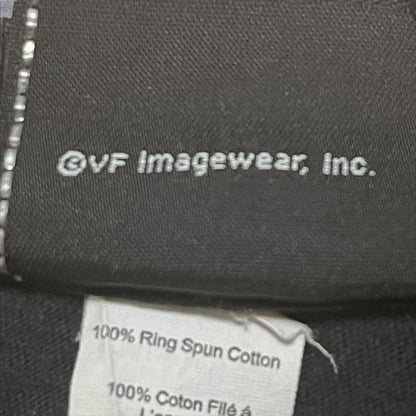 ©VF Imagewear, Inc.
100% Ring Spun Cotton
100% Coton Filé á